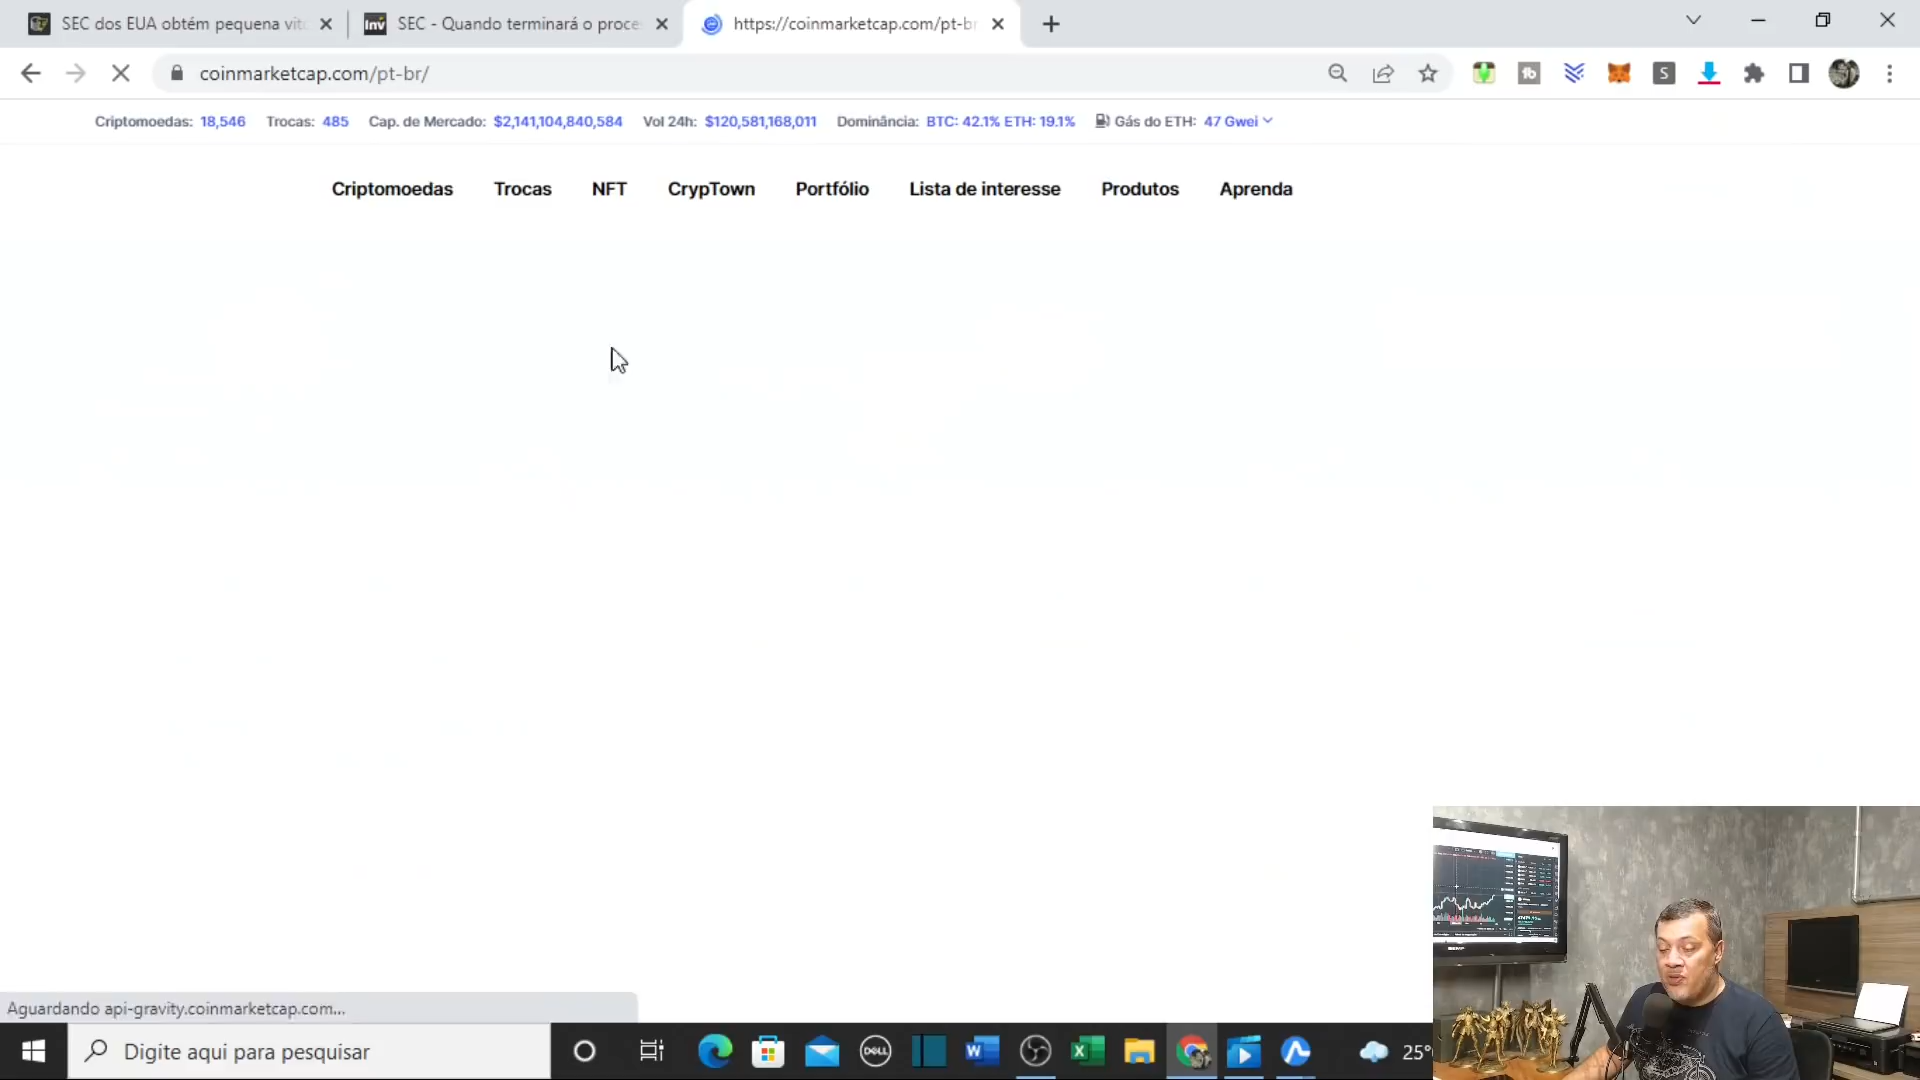 SEC dos EUA obtém pequena vit
Inv SEC - Quando terminará o proce
https://coinmarketcap.com/pt-br
coinmarketcap.com/pt-br/
Criptomoedas: 18,546 Trocas: 485 Cap. de Mercado: $2,141,104,840,584 Vol 24h: $120,581,168,011 Dominância: BTC: 42.1% ETH: 19.1% Gás do ETH: 47 Gwei
Criptomoedas Trocas NFT CrypTown Portfólio Lista de interesse Produtos Aprenda
Aguardando api-gravity.coinmarketcap.com...
Digite aqui para pesquisar
DELL
25°